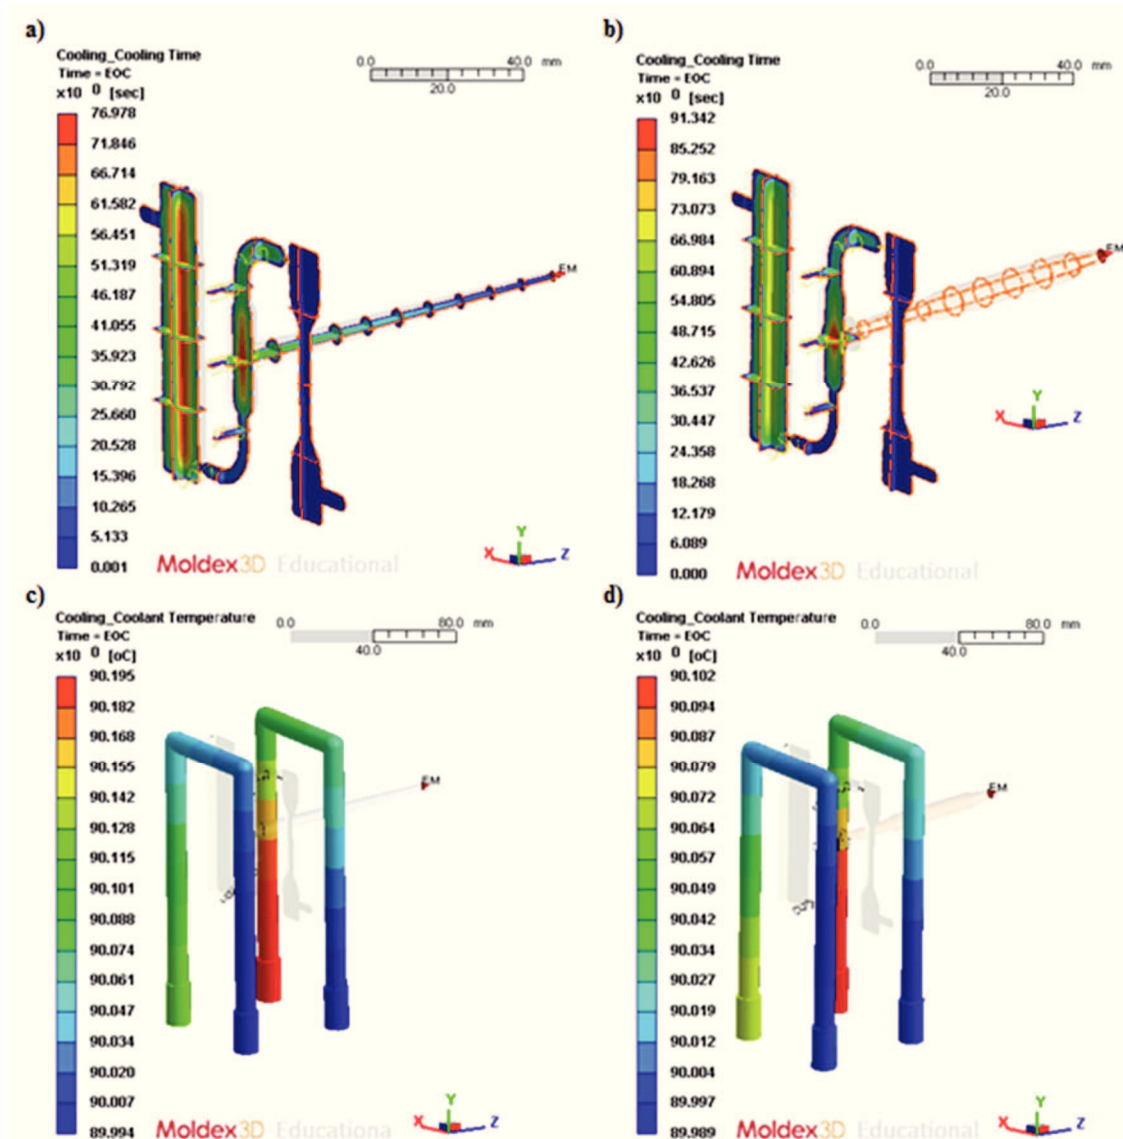 a)
Cooling_Cooling Time
Time = EOC
x10 0 [sec]
0.0 40.0 mm
20.0
76.978
71.846
66.714
61.582
56.451
51.319
46.187
41.055
35.923
30.792
25.660
20.528
15.396
10.265
5.133
0.001
EM
Y
X Z
Moldex3D Educational
b)
Cooling_Cooling Time
Time = EOC
x10 0 [sec]
0.0 40.0 mm
20.0
91.342
85.252
79.163
73.073
66.984
60.894
54.805
48.715
42.626
36.537
30.447
24.358
18.268
12.179
6.089
0.000
EM
Y
X Z
Moldex3D Educational
c)
Cooling_Coolant Temperature
Time = EOC
x10 0 [oC]
0.0 80.0 mm
40.0
90.195
90.182
90.168
90.155
90.142
90.128
90.115
90.101
90.088
90.074
90.061
90.047
90.034
90.020
90.007
89.994
EM
Y
X Z
Moldex3D Educationa
d)
Cooling_Coolant Temperature
Time = EOC
x10 0 [oC]
0.0 80.0 mm
40.0
90.102
90.094
90.087
90.079
90.072
90.064
90.057
90.049
90.042
90.034
90.027
90.019
90.012
90.004
89.997
89.989
EM
Y
X Z
Moldex3D Educational